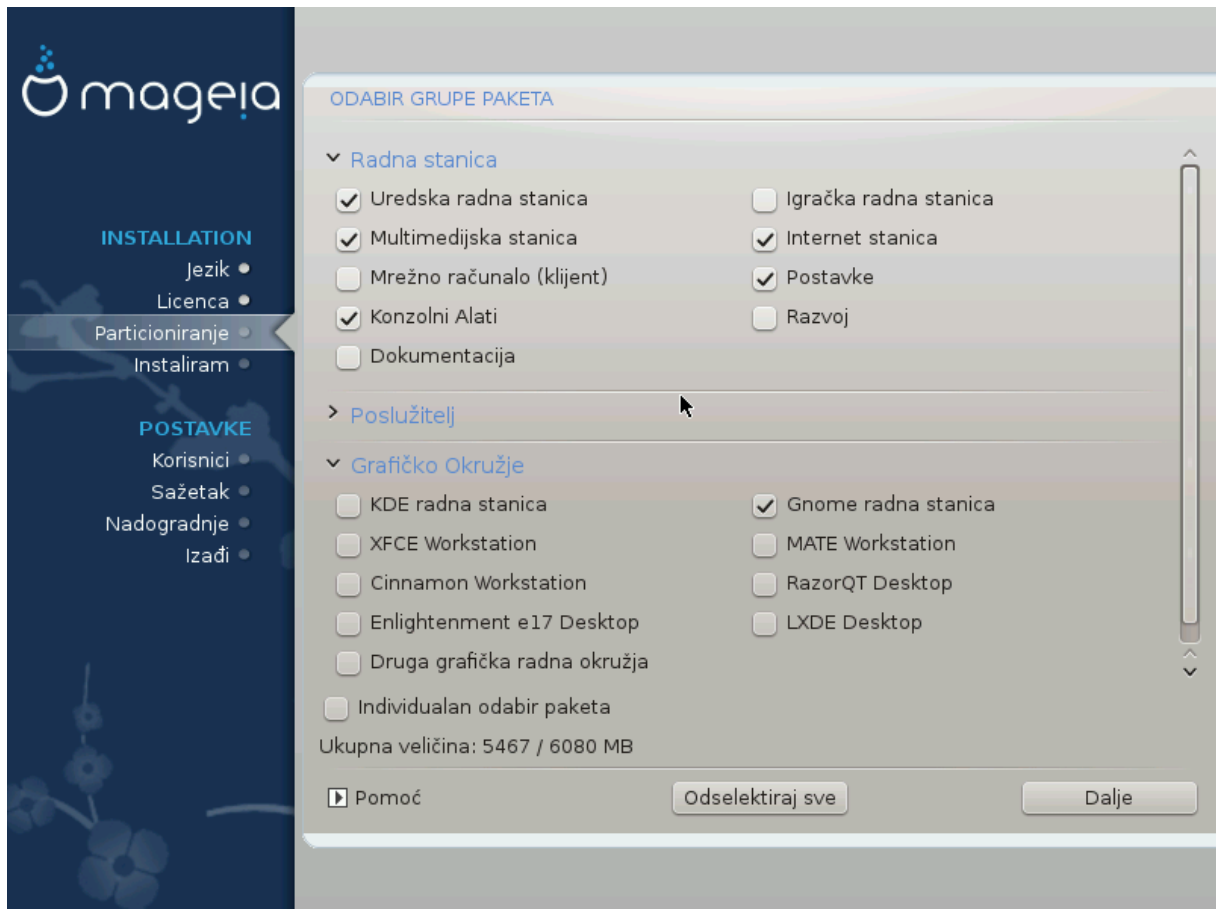 mageia
INSTALLATION
Jezik
Licenca
Particioniranje
Instaliram
POSTAVKE
Korisnici
Sažetak
Nadogradnje
Izađi
ODABIR GRUPE PAKETA
Radna stanica
Uredska radna stanica
Igračka radna stanica
Multimedijska stanica
Internet stanica
Mrežno računalo (klijent)
Postavke
Konzolni Alati
Razvoj
Dokumentacija
Poslužitelj
Grafičko Okružje
KDE radna stanica
Gnome radna stanica
XFCE Workstation
MATE Workstation
Cinnamon Workstation
RazorQT Desktop
Enlightenment e17 Desktop
LXDE Desktop
Druga grafička radna okružja
Individualan odabir paketa
Ukupna veličina: 5467 / 6080 MB
Pomoć
Odselektiraj sve
Dalje